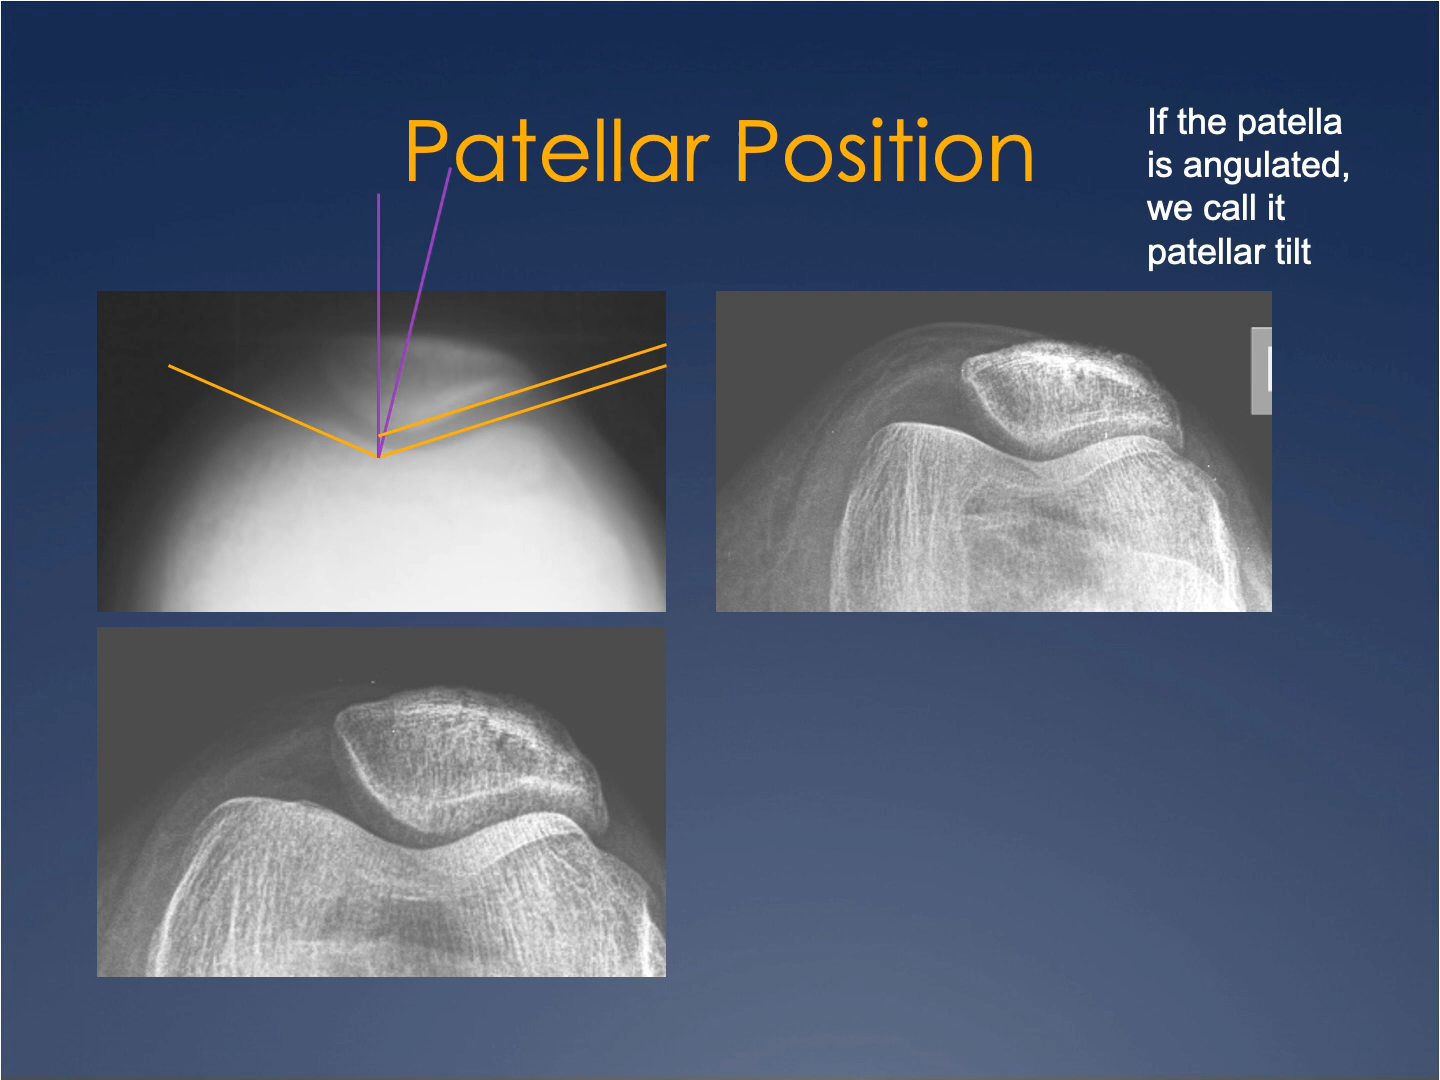 Patellar Position
If the patella
is angulated,
we call it
patellar tilt